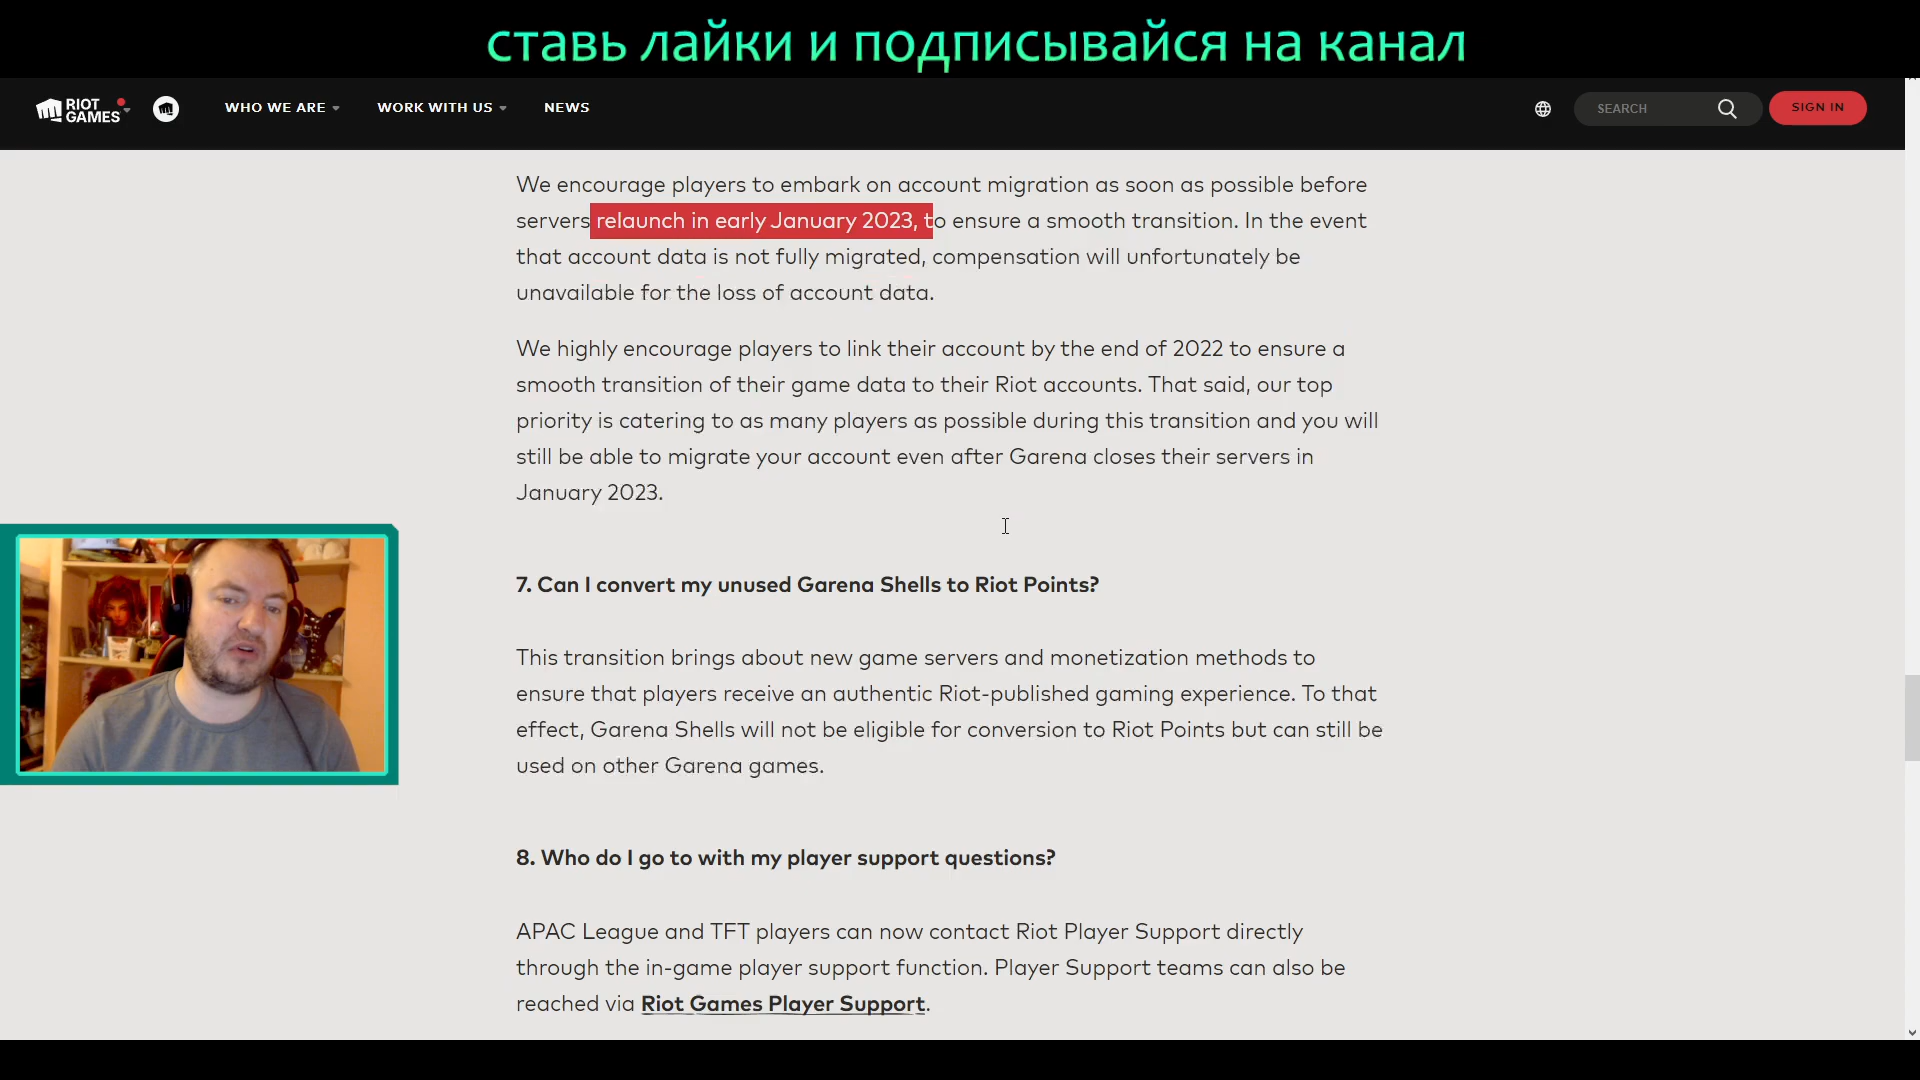 ставь лайки и подписывайся на канал
RIOT GAMES
WHO WE ARE
WORK WITH US
NEWS
SEARCH
SIGN IN
We encourage players to embark on account migration as soon as possible before
servers relaunch in early January 2023, to ensure a smooth transition. In the event
that account data is not fully migrated, compensation will unfortunately be
unavailable for the loss of account data.
We highly encourage players to link their account by the end of 2022 to ensure a
smooth transition of their game data to their Riot accounts. That said, our top
priority is catering to as many players as possible during this transition and you will
still be able to migrate your account even after Garena closes their servers in
January 2023.
7. Can I convert my unused Garena Shells to Riot Points?
This transition brings about new game servers and monetization methods to
ensure that players receive an authentic Riot-published gaming experience. To that
effect, Garena Shells will not be eligible for conversion to Riot Points but can still be
used on other Garena games.
8. Who do I go to with my player support questions?
APAC League and TFT players can now contact Riot Player Support directly
through the in-game player support function. Player Support teams can also be
reached via Riot Games Player Support.